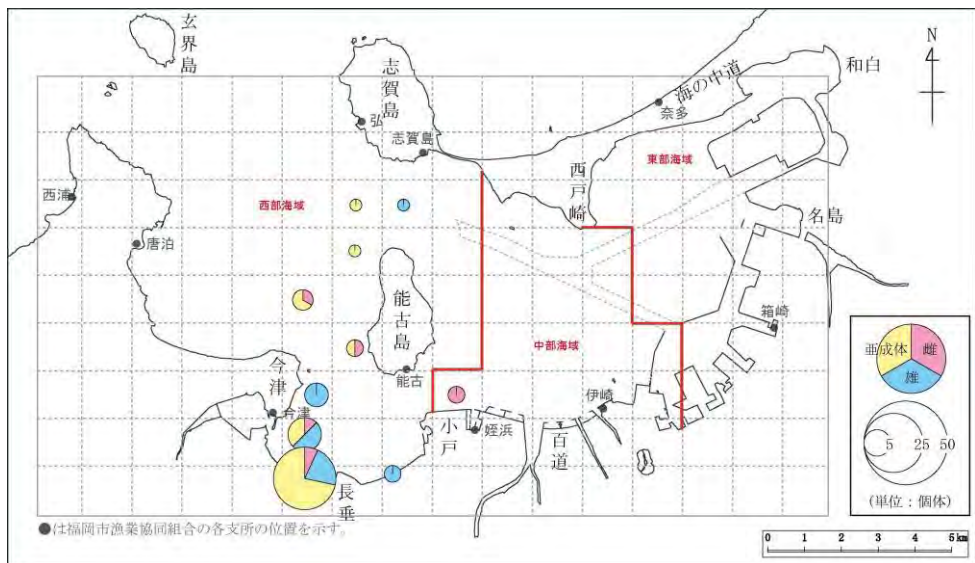 玄界島
志賀島
弘
志賀島
海の中道
奈多
和白
N
西戸崎
東部海域
西浦
西部海域
名島
唐泊
能古島
箱崎
中部海域
亜成体
雌
雄
今津
能古
今津
小戸
姪浜
百道
伊崎
長垂
5 25 50
(単位:個体)
●は福岡市漁業協同組合の各支所の位置を示す。
0 1 2 3 4 5km